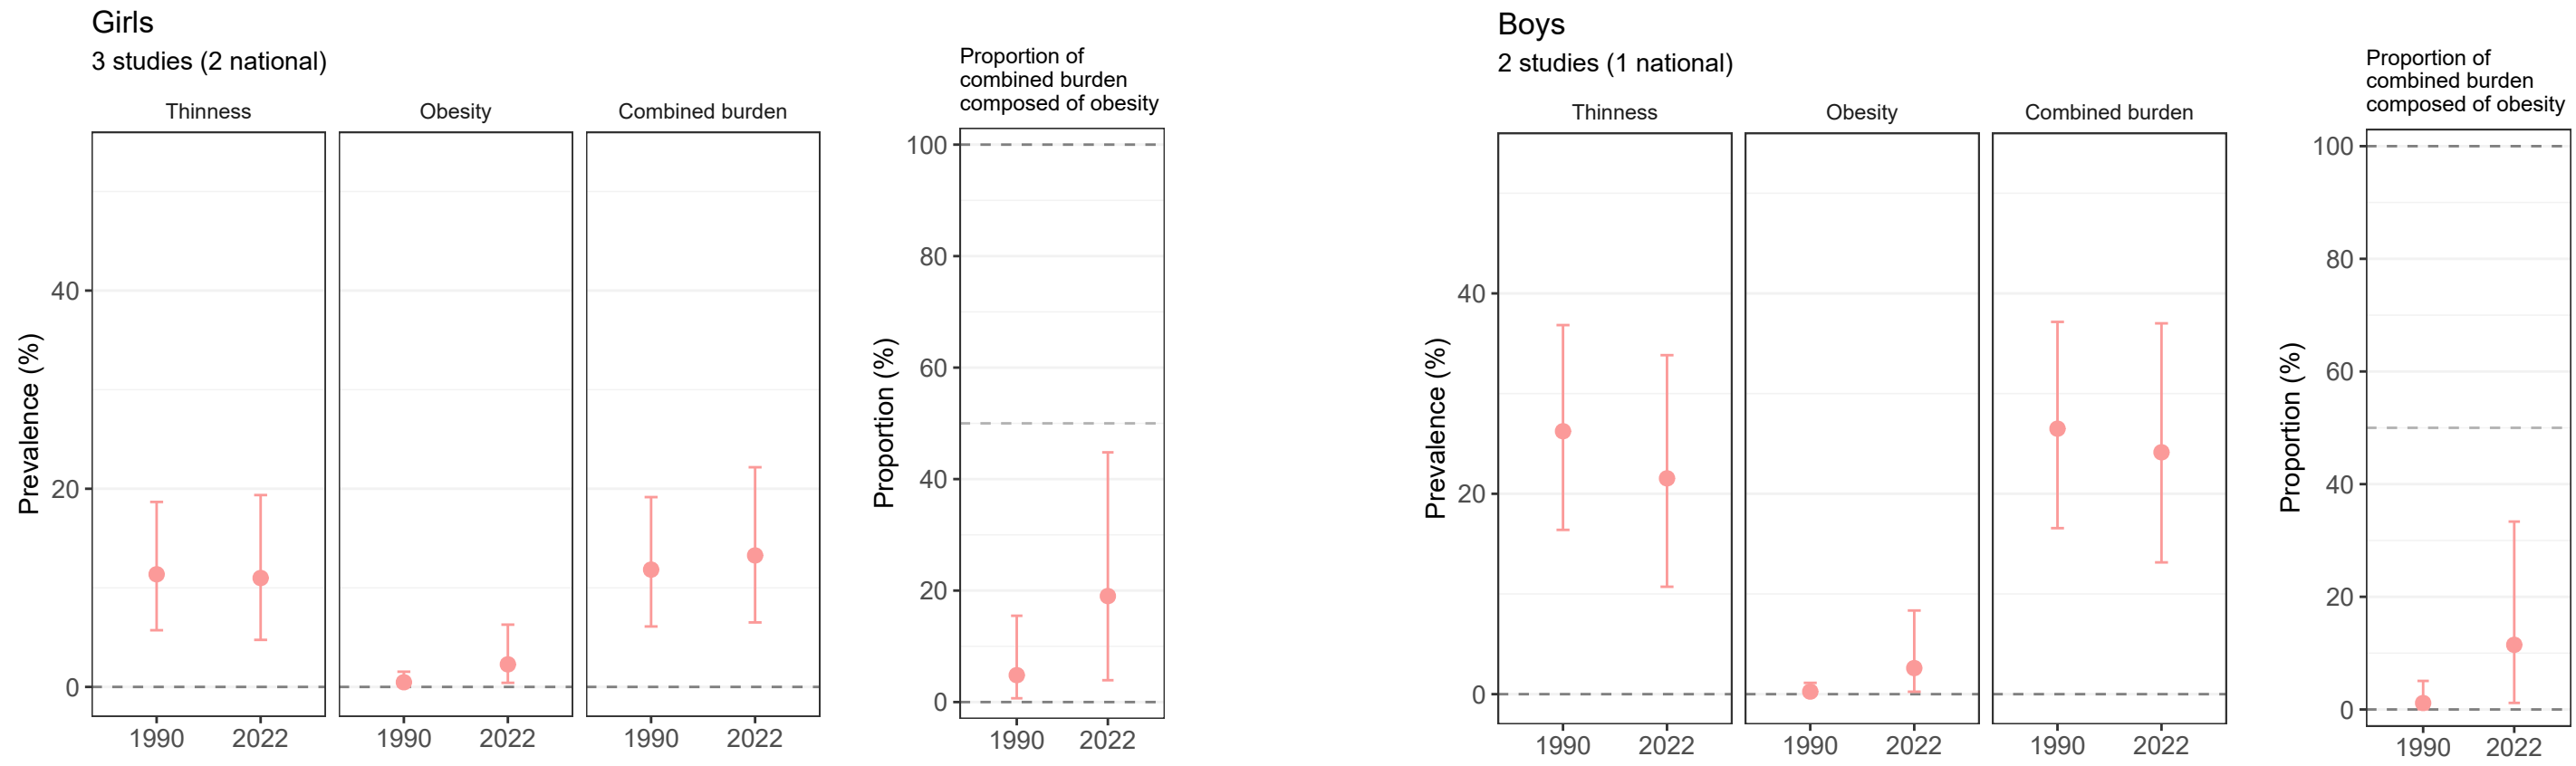 Girls
3 studies (2 national)
Thinness
Obesity
Combined burden
Prevalence (%)
40
20
0
1990 2022
1990 2022
1990 2022
Proportion of
combined burden
composed of obesity
Proportion (%)
100
80
60
40
20
0
1990 2022
Boys
2 studies (1 national)
Thinness
Obesity
Combined burden
Prevalence (%)
40
20
0
1990 2022
1990 2022
1990 2022
Proportion of
combined burden
composed of obesity
Proportion (%)
100
80
60
40
20
0
1990 2022